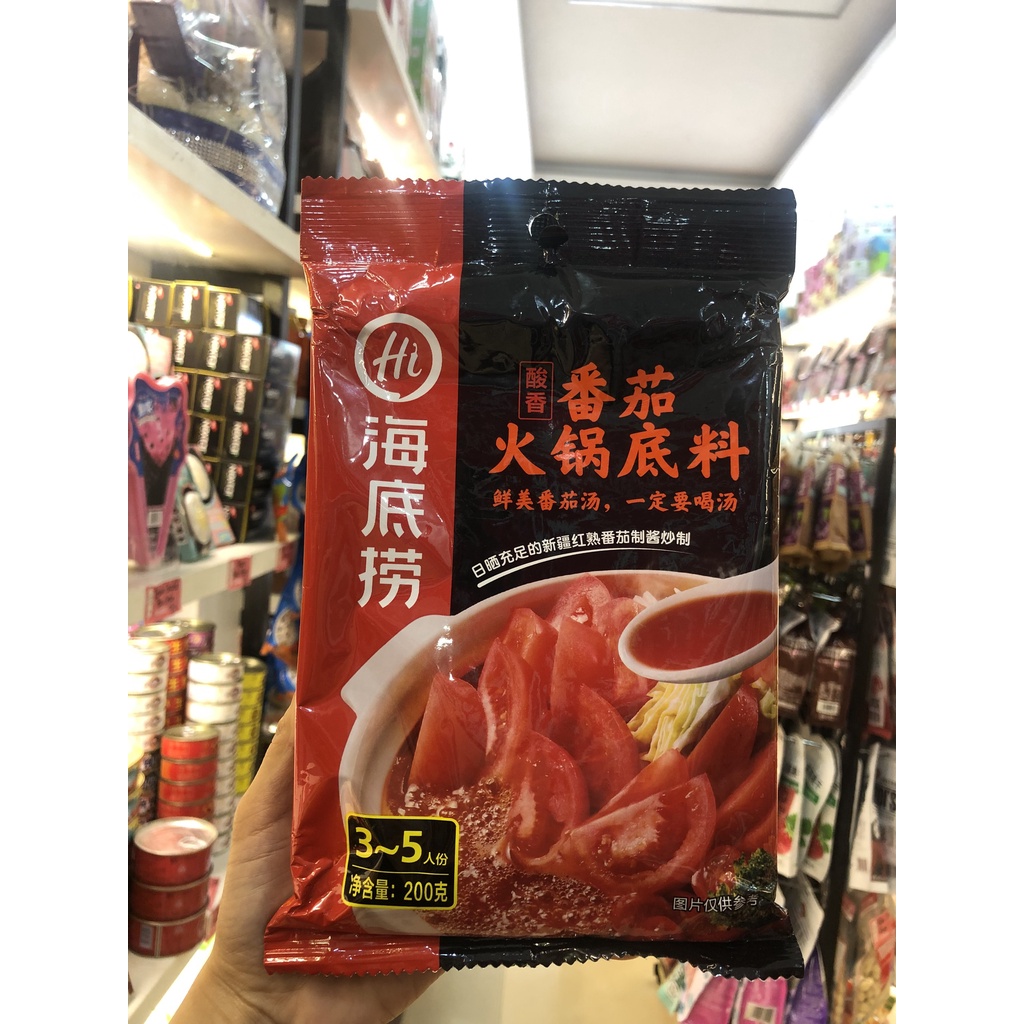 Hi
海底捞
酸香
番茄
火锅底料
鲜美番茄汤，一定要喝汤
日晒充足的新疆红熟番茄制酱炒制
3~5人份
净含量：200克
图片仅供参考